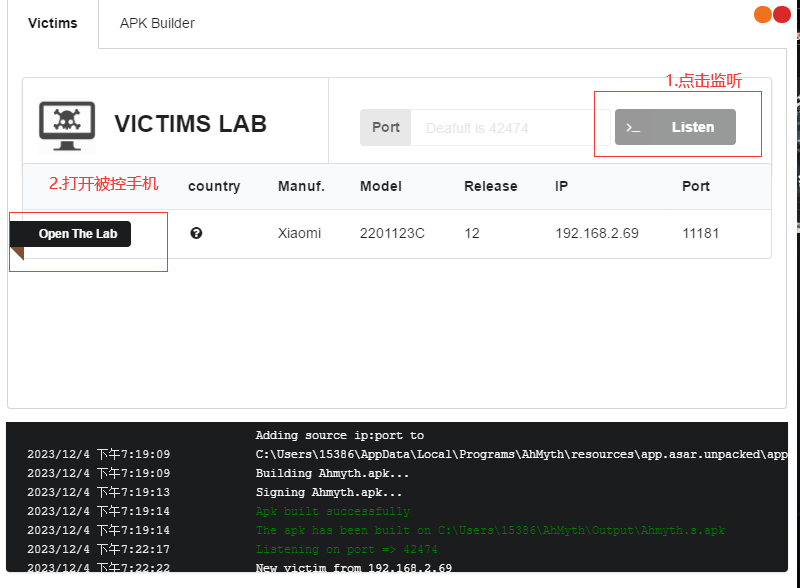 Victims APK Builder
1.点击监听
VICTIMS LAB Port Deafult is 42474 >_ Listen
2.打开被控手机 country Manuf. Model Release IP Port
Open The Lab Xiaomi 2201123C 12 192.168.2.69 11181
Adding source ip:port to
2023/12/4 下午7:19:09 C:\Users\15386\AppData\Local\Programs\AhMyth\resources\app.asar.unpacked\app
2023/12/4 下午7:19:09 Building Ahmyth.apk...
2023/12/4 下午7:19:13 Signing Ahmyth.apk...
2023/12/4 下午7:19:14 Apk built successfully
2023/12/4 下午7:19:14 The apk has been built on C:\Users\15386\AhMyth\Output\Ahmyth.s.apk
2023/12/4 下午7:22:17 Listening on port => 42474
2023/12/4 下午7:22:22 New victim from 192.168.2.69